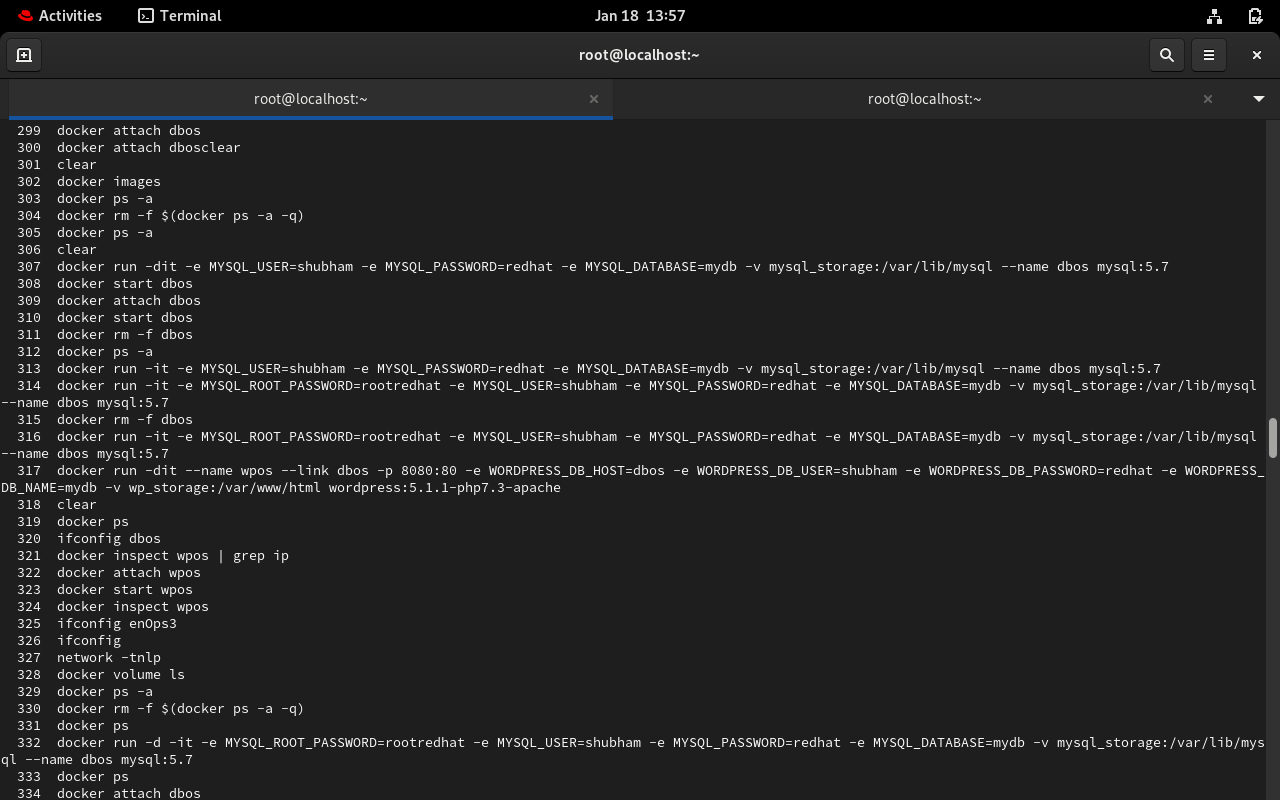 Activities
Terminal
Jan 18 13:57
root@localhost:~
root@localhost:~
root@localhost:~
299 docker attach dbos
300 docker attach dbosclear
301 clear
302 docker images
303 docker ps -a
304 docker rm -f $(docker ps -a -q)
305 docker ps -a
306 clear
307 docker run -dit -e MYSQL_USER=shubham -e MYSQL_PASSWORD=redhat -e MYSQL_DATABASE=mydb -v mysql_storage:/var/lib/mysql --name dbos mysql:5.7
308 docker start dbos
309 docker attach dbos
310 docker start dbos
311 docker rm -f dbos
312 docker ps -a
313 docker run -it -e MYSQL_USER=shubham -e MYSQL_PASSWORD=redhat -e MYSQL_DATABASE=mydb -v mysql_storage:/var/lib/mysql --name dbos mysql:5.7
314 docker run -it -e MYSQL_ROOT_PASSWORD=rootredhat -e MYSQL_USER=shubham -e MYSQL_PASSWORD=redhat -e MYSQL_DATABASE=mydb -v mysql_storage:/var/lib/mysql
--name dbos mysql:5.7
315 docker rm -f dbos
316 docker run -it -e MYSQL_ROOT_PASSWORD=rootredhat -e MYSQL_USER=shubham -e MYSQL_PASSWORD=redhat -e MYSQL_DATABASE=mydb -v mysql_storage:/var/lib/mysql
--name dbos mysql:5.7
317 docker run -dit --name wpos --link dbos -p 8080:80 -e WORDPRESS_DB_HOST=dbos -e WORDPRESS_DB_USER=shubham -e WORDPRESS_DB_PASSWORD=redhat -e WORDPRESS_
DB_NAME=mydb -v wp_storage:/var/www/html wordpress:5.1.1-php7.3-apache
318 clear
319 docker ps
320 ifconfig dbos
321 docker inspect wpos | grep ip
322 docker attach wpos
323 docker start wpos
324 docker inspect wpos
325 ifconfig enOps3
326 ifconfig
327 network -tnlp
328 docker volume ls
329 docker ps -a
330 docker rm -f $(docker ps -a -q)
331 docker ps
332 docker run -d -it -e MYSQL_ROOT_PASSWORD=rootredhat -e MYSQL_USER=shubham -e MYSQL_PASSWORD=redhat -e MYSQL_DATABASE=mydb -v mysql_storage:/var/lib/mys
ql --name dbos mysql:5.7
333 docker ps
334 docker attach dbos